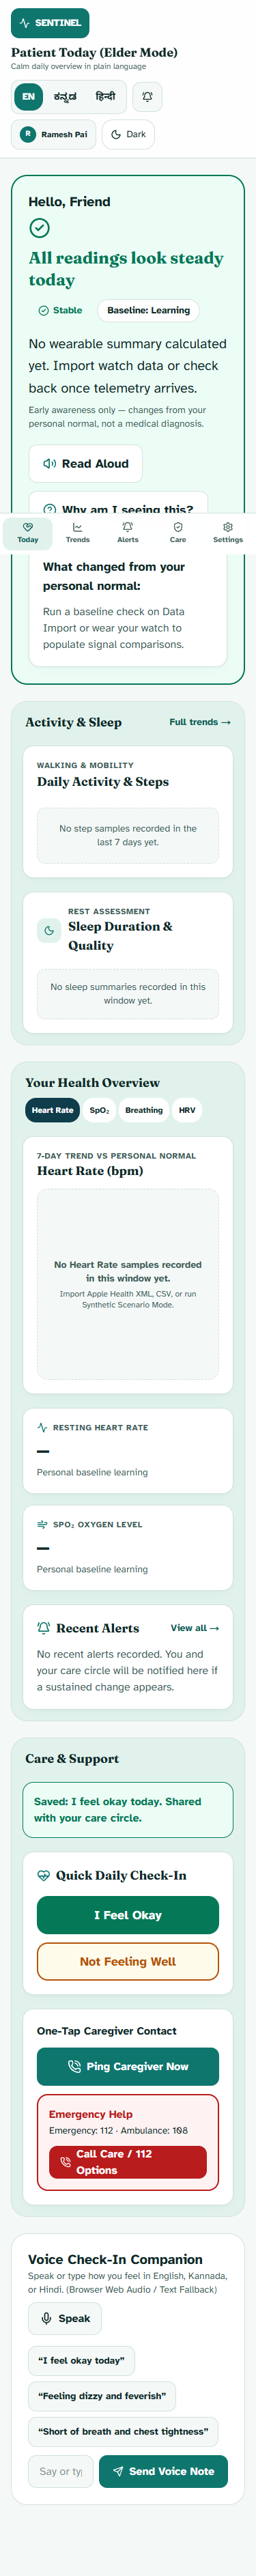 SENTINEL
Patient Today (Elder Mode)
Calm daily overview in plain language
EN ಕನ್ನಡ हिन्दी
R Ramesh Pai Dark
Hello, Friend
All readings look steady
today
Stable Baseline: Learning
No wearable summary calculated
yet. Import watch data or check
back once telemetry arrives.
Early awareness only — changes from your
personal normal, not a medical diagnosis.
Read Aloud
Why am I seeing this?
Today Trends Alerts Care Settings
What changed from your
personal normal:
Run a baseline check on Data
Import or wear your watch to
populate signal comparisons.
Activity & Sleep Full trends →
WALKING & MOBILITY
Daily Activity & Steps
No step samples recorded in the
last 7 days yet.
REST ASSESSMENT
Sleep Duration &
Quality
No sleep summaries recorded in this
window yet.
Your Health Overview
Heart Rate SpO₂ Breathing HRV
7-DAY TREND VS PERSONAL NORMAL
Heart Rate (bpm)
No Heart Rate samples recorded
in this window yet.
Import Apple Health XML, CSV, or run
Synthetic Scenario Mode.
RESTING HEART RATE
—
Personal baseline learning
SPO₂ OXYGEN LEVEL
—
Personal baseline learning
Recent Alerts View all →
No recent alerts recorded. You and
your care circle will be notified here if
a sustained change appears.
Care & Support
Saved: I feel okay today. Shared
with your care circle.
Quick Daily Check-In
I Feel Okay
Not Feeling Well
One-Tap Caregiver Contact
Ping Caregiver Now
Emergency Help
Emergency: 112 · Ambulance: 108
Call Care / 112
Options
Voice Check-In Companion
Speak or type how you feel in English, Kannada,
or Hindi. (Browser Web Audio / Text Fallback)
Speak
“I feel okay today”
“Feeling dizzy and feverish”
“Short of breath and chest tightness”
Say or ty Send Voice Note